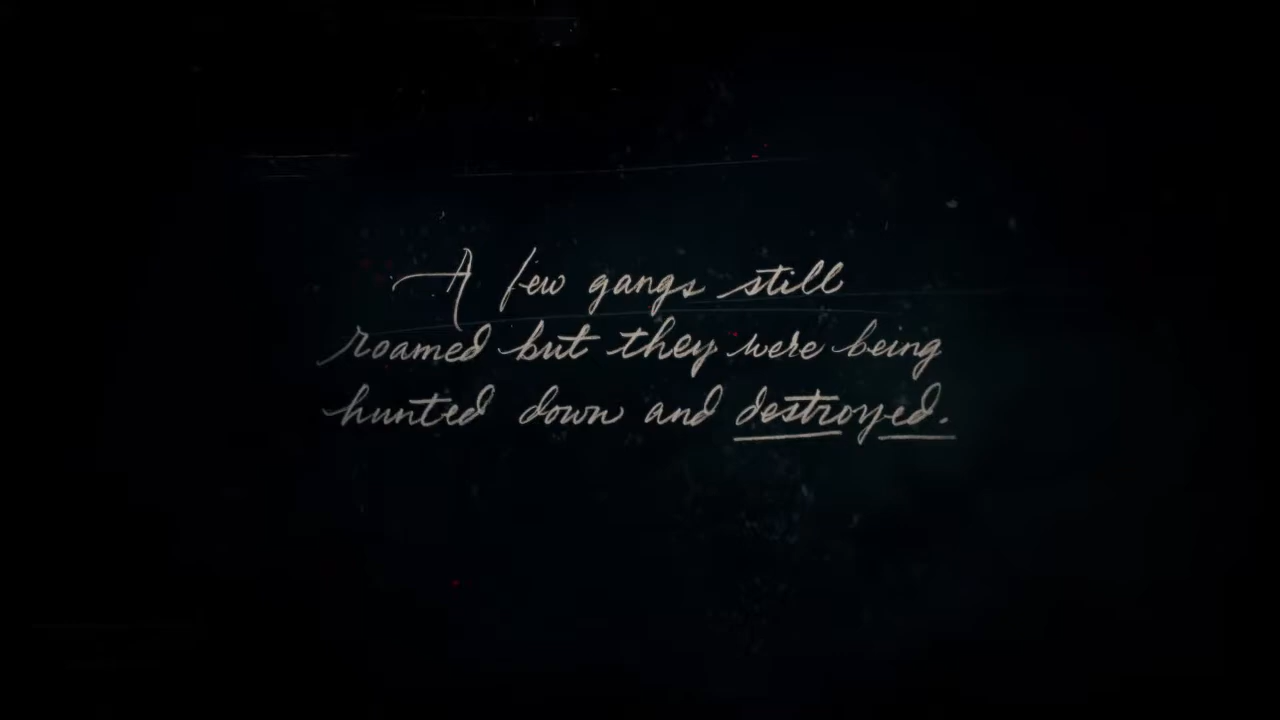 A few gangs still
roamed but they were being
hunted down and destroyed.